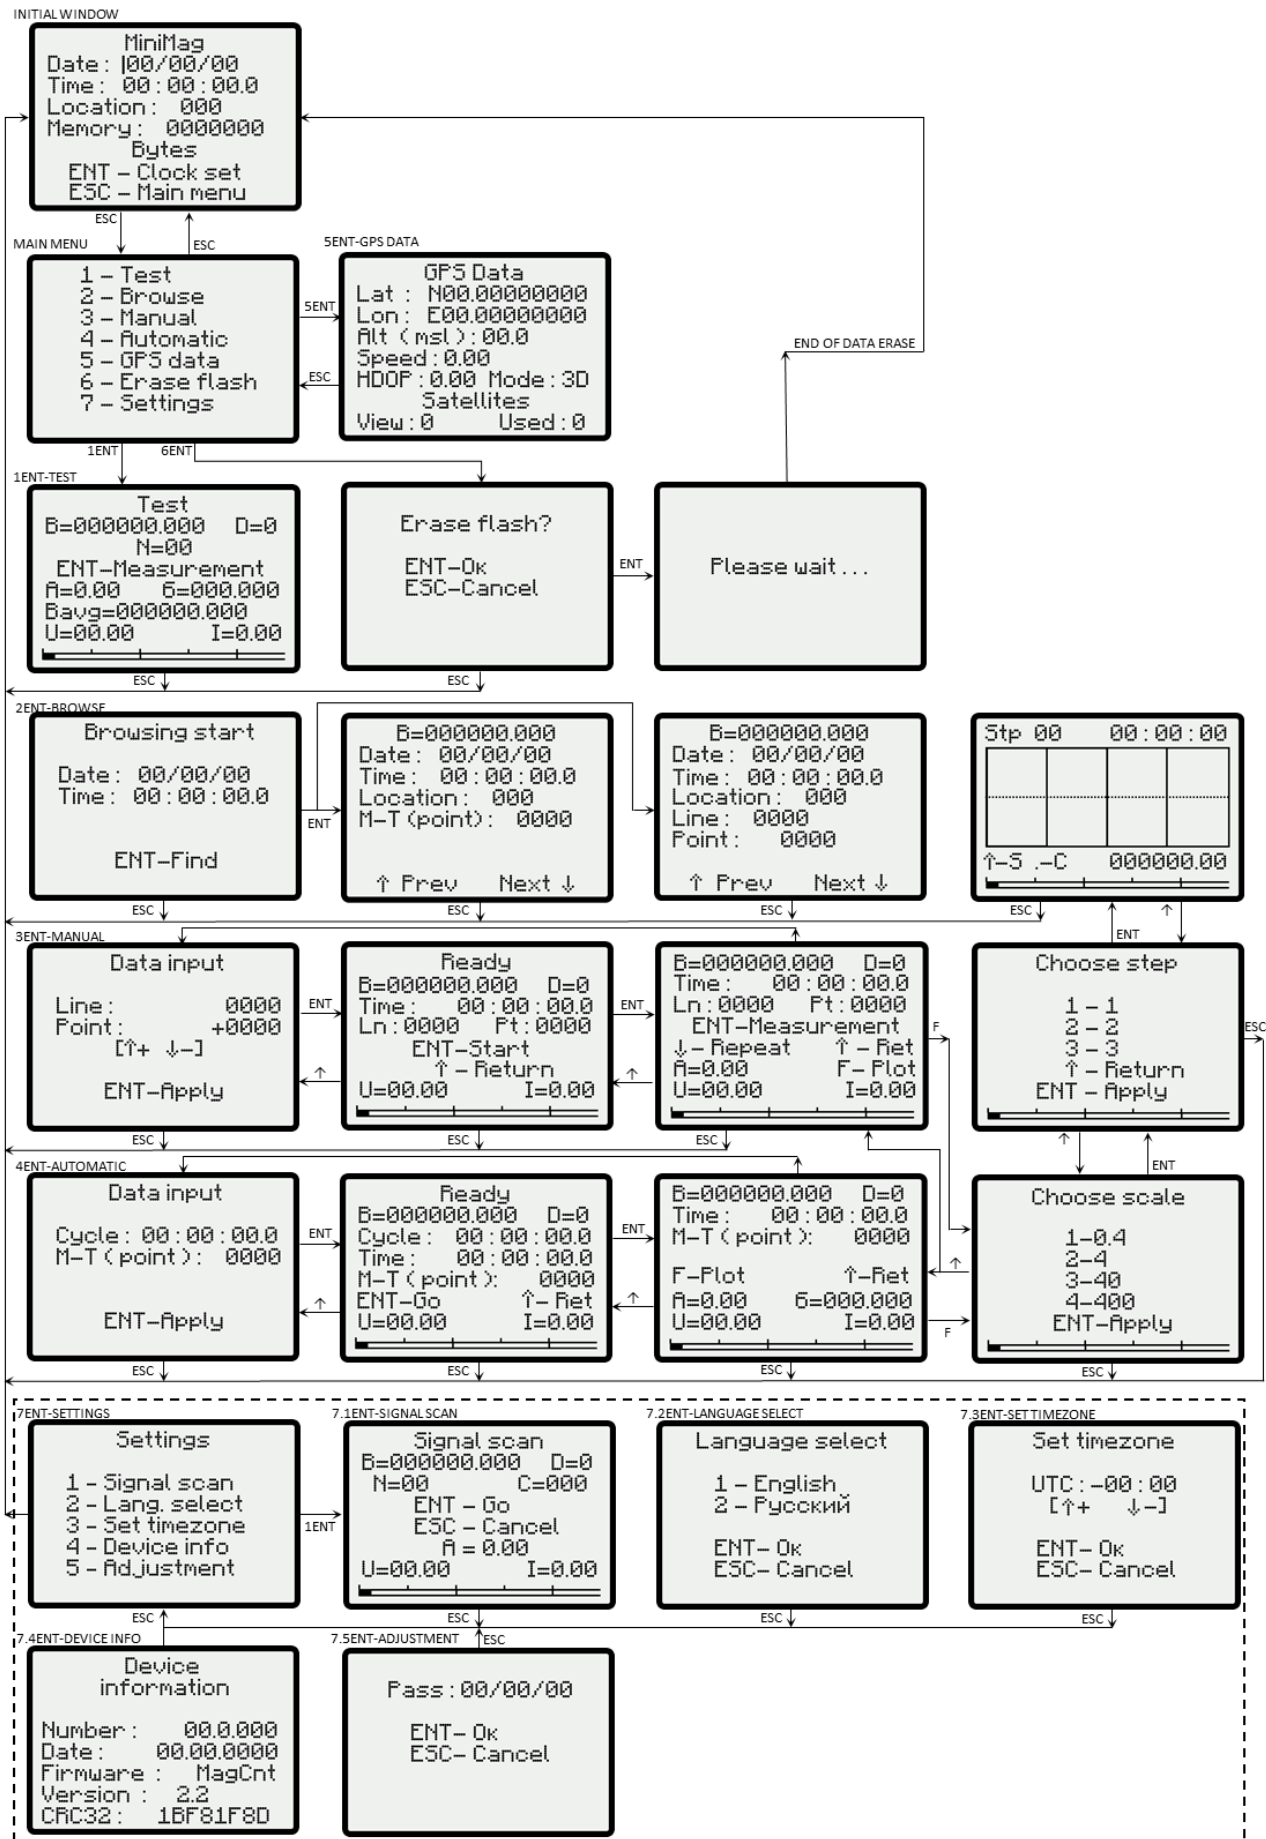 INITIAL WINDOW
MiniMag
Date : 00/00/00
Time : 00 : 00 : 00.0
Location : 000
Memory : 0000000
Bytes
ENT – Clock set
ESC – Main menu
ESC
ESC
MAIN MENU
1 – Test
2 – Browse
3 – Manual
4 – Automatic
5 – GPS data
6 – Erase flash
7 – Settings
5ENT
ESC
5ENT-GPS DATA
GPS Data
Lat : N00.00000000
Lon : E00.00000000
Alt ( msl ) : 00.0
Speed : 0.00
HDOP : 0.00 Mode : 3D
Satellites
View : 0 Used : 0
END OF DATA ERASE
1ENT
6ENT
1ENT-TEST
Test
B=000000.000 D=0
N=00
ENT–Measurement
A=0.00 б=000.000
Bavg=000000.000
U=00.00 I=0.00
ESC
Erase flash?
ENT–Ок
ESC–Cancel
ESC
ENT
Please wait . . .
2ENT-BROWSE
Browsing start
Date : 00/00/00
Time : 00 : 00 : 00.0
ENT–Find
ESC
ENT
B=000000.000
Date : 00/00/00
Time : 00 : 00 : 00.0
Location : 000
M–T (point) : 0000
↑ Prev Next ↓
ESC
B=000000.000
Date : 00/00/00
Time : 00 : 00 : 00.0
Location : 000
Line : 0000
Point : 0000
↑ Prev Next ↓
ESC
Stp 00 00 : 00 : 00
↑–S .–C 000000.00
ESC
ENT
↑
3ENT-MANUAL
Data input
Line : 0000
Point : +0000
[↑+ ↓–]
ENT–Apply
ESC
ENT
↑
Ready
B=000000.000 D=0
Time : 00 : 00 : 00.0
Ln : 0000 Pt : 0000
ENT–Start
↑ – Return
U=00.00 I=0.00
ESC
ENT
↑
B=000000.000 D=0
Time : 00 : 00 : 00.0
Ln : 0000 Pt : 0000
ENT–Measurement
↓ – Repeat ↑ – Ret
A=0.00 F– Plot
U=00.00 I=0.00
ESC
F
Choose step
1 – 1
2 – 2
3 – 3
↑ – Return
ENT – Apply
ESC
↑
ENT
4ENT-AUTOMATIC
Data input
Cycle : 00 : 00 : 00.0
M–T ( point ) : 0000
ENT–Apply
ESC
ENT
↑
Ready
B=000000.000 D=0
Cycle : 00 : 00 : 00.0
Time : 00 : 00 : 00.0
M–T ( point ) : 0000
ENT–Go ↑– Ret
U=00.00 I=0.00
ESC
ENT
↑
B=000000.000 D=0
Time : 00 : 00 : 00.0
M–T ( point ) : 0000
F–Plot ↑–Ret
A=0.00 б=000.000
U=00.00 I=0.00
ESC
↑
F
Choose scale
1–0.4
2–4
3–40
4–400
ENT–Apply
ESC
7ENT-SETTINGS
Settings
1 – Signal scan
2 – Lang. select
3 – Set timezone
4 – Device info
5 – Adjustment
ESC
1ENT
7.1ENT-SIGNAL SCAN
Signal scan
B=000000.000 D=0
N=00 C=000
ENT – Go
ESC – Cancel
A = 0.00
U=00.00 I=0.00
ESC
7.2ENT-LANGUAGE SELECT
Language select
1 – English
2 – Русский
ENT– Ок
ESC– Cancel
ESC
7.3ENT-SET TIMEZONE
Set timezone
UTC : –00 : 00
[↑+ ↓–]
ENT– Ок
ESC– Cancel
ESC
7.4ENT-DEVICE INFO
Device
information
Number : 00.0.000
Date : 00.00.0000
Firmware : MagCnt
Version : 2.2
CRC32 : 1BF81F8D
7.5ENT-ADJUSTMENT
ESC
Pass : 00/00/00
ENT– Ок
ESC– Cancel